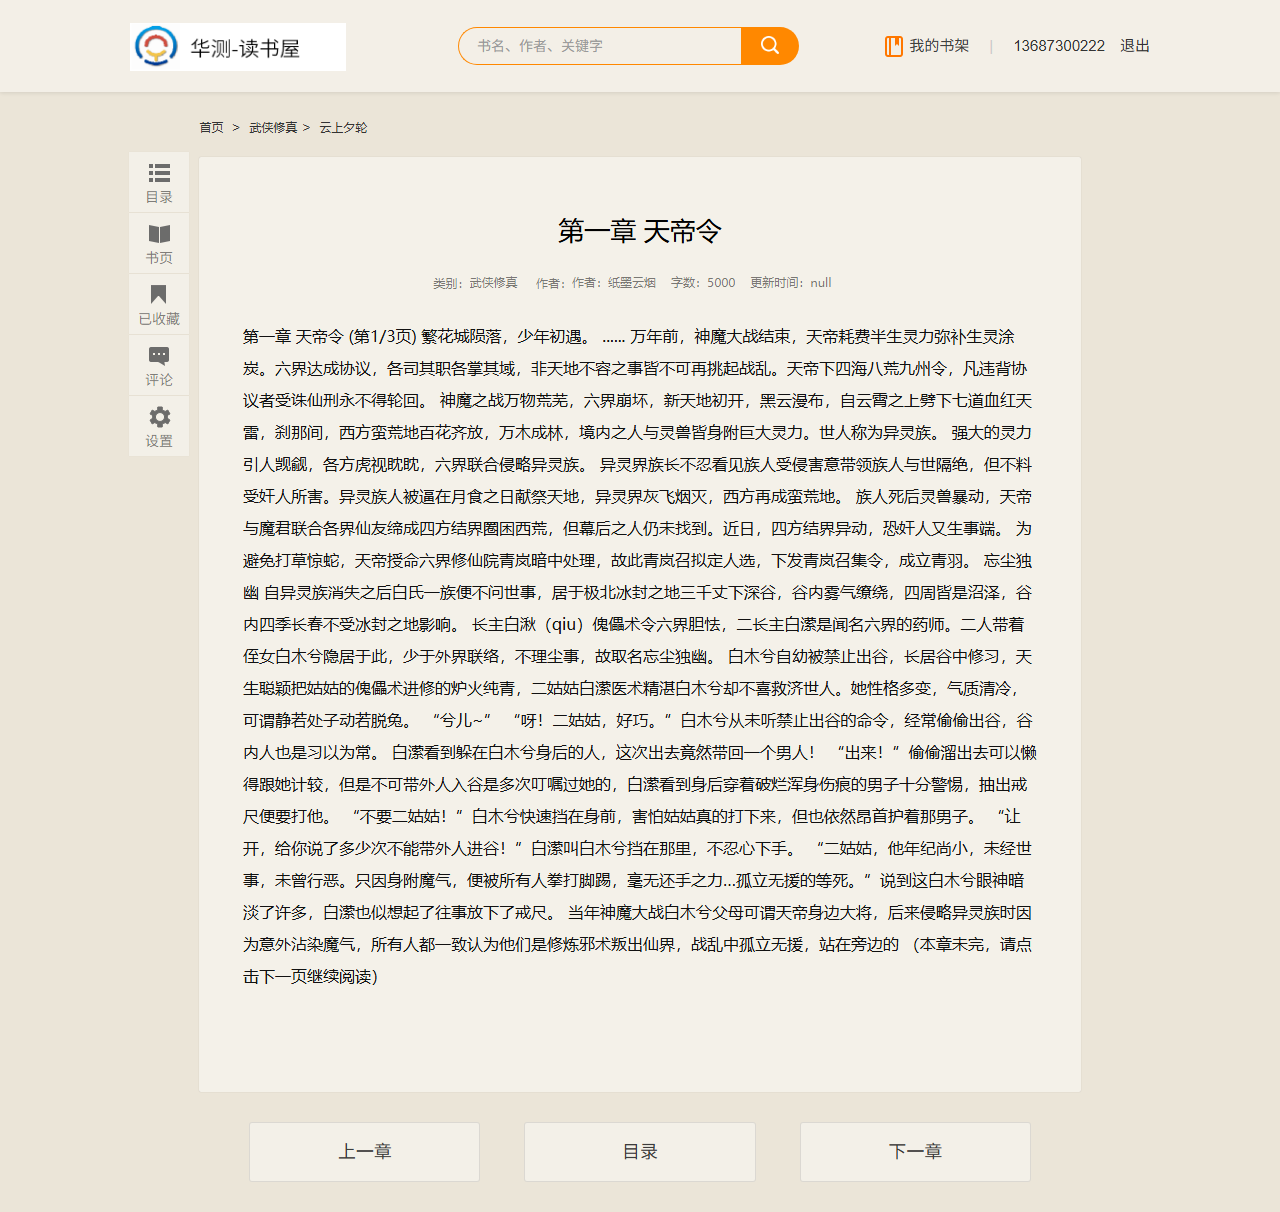 华测-读书屋
书名、作者、关键字
我的书架 | 13687300222 退出
首页 > 武侠修真 > 云上夕轮
目录
书页
已收藏
评论
设置
第一章 天帝令
类别：武侠修真 作者：作者：纸墨云烟 字数：5000 更新时间：null
第一章 天帝令 (第1/3页) 繁花城陨落，少年初遇。 ...... 万年前，神魔大战结束，天帝耗费半生灵力弥补生灵涂
炭。六界达成协议，各司其职各掌其域，非天地不容之事皆不可再挑起战乱。天帝下四海八荒九州令，凡违背协
议者受诛仙刑永不得轮回。 神魔之战万物荒芜，六界崩坏，新天地初开，黑云漫布，自云霄之上劈下七道血红天
雷，刹那间，西方蛮荒地百花齐放，万木成林，境内之人与灵兽皆身附巨大灵力。世人称为异灵族。 强大的灵力
引人觊觎，各方虎视眈眈，六界联合侵略异灵族。 异灵界族长不忍看见族人受侵害意带领族人与世隔绝，但不料
受奸人所害。异灵族人被逼在月食之日献祭天地，异灵界灰飞烟灭，西方再成蛮荒地。 族人死后灵兽暴动，天帝
与魔君联合各界仙友缔成四方结界圈困西荒，但幕后之人仍未找到。近日，四方结界异动，恐奸人又生事端。 为
避免打草惊蛇，天帝授命六界修仙院青岚暗中处理，故此青岚召拟定人选，下发青岚召集令，成立青羽。 忘尘独
幽 自异灵族消失之后白氏一族便不问世事，居于极北冰封之地三千丈下深谷，谷内雾气缭绕，四周皆是沼泽，谷
内四季长春不受冰封之地影响。 长主白湫（qiu）傀儡术令六界胆怯，二长主白潆是闻名六界的药师。二人带着
侄女白木兮隐居于此，少于外界联络，不理尘事，故取名忘尘独幽。 白木兮自幼被禁止出谷，长居谷中修习，天
生聪颖把姑姑的傀儡术进修的炉火纯青，二姑姑白潆医术精湛白木兮却不喜救济世人。她性格多变，气质清冷，
可谓静若处子动若脱兔。 “兮儿~” “呀！二姑姑，好巧。”白木兮从未听禁止出谷的命令，经常偷偷出谷，谷
内人也是习以为常。 白潆看到躲在白木兮身后的人，这次出去竟然带回一个男人！ “出来！”偷偷溜出去可以懒
得跟她计较，但是不可带外人入谷是多次叮嘱过她的，白潆看到身后穿着破烂浑身伤痕的男子十分警惕，抽出戒
尺便要打他。 “不要二姑姑！”白木兮快速挡在身前，害怕姑姑真的打下来，但也依然昂首护着那男子。 “让
开，给你说了多少次不能带外人进谷！”白潆叫白木兮挡在那里，不忍心下手。 “二姑姑，他年纪尚小，未经世
事，未曾行恶。只因身附魔气，便被所有人拳打脚踢，毫无还手之力...孤立无援的等死。”说到这白木兮眼神暗
淡了许多，白潆也似想起了往事放下了戒尺。 当年神魔大战白木兮父母可谓天帝身边大将，后来侵略异灵族时因
为意外沾染魔气，所有人都一致认为他们是修炼邪术叛出仙界，战乱中孤立无援，站在旁边的 （本章未完，请点
击下一页继续阅读）
上一章
目录
下一章